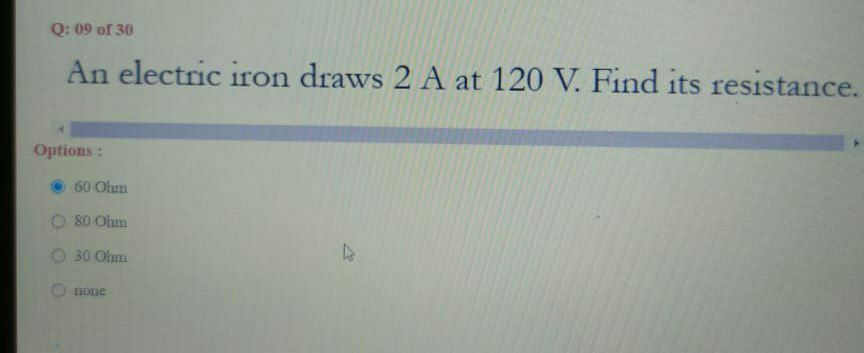 Q: 09 of 30
An electric iron draws 2 A at 120 V. Find its resistance.
Options :
60 Ohm
80 Ohm
30 Ohm
none